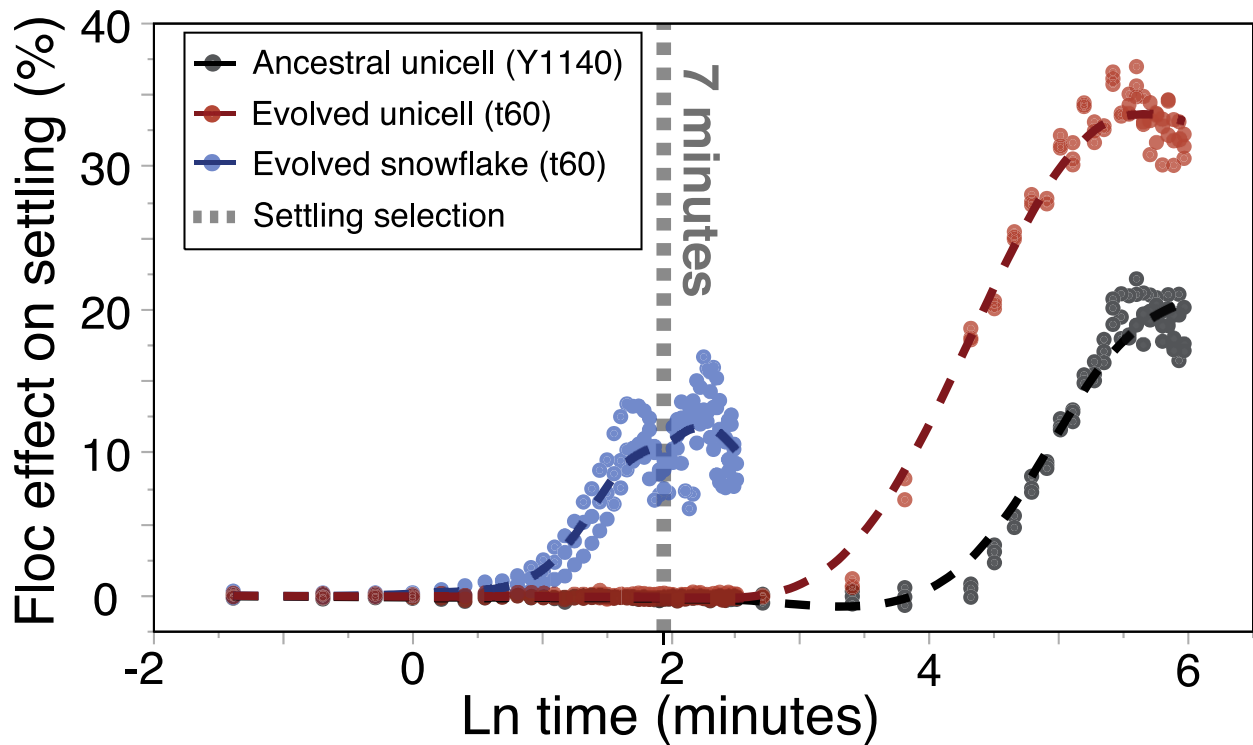 Floc effect on settling (%)
40
30
20
10
0
Ancestral unicell (Y1140)
Evolved unicell (t60)
Evolved snowflake (t60)
Settling selection
7 minutes
-2
0
2
4
6
Ln time (minutes)